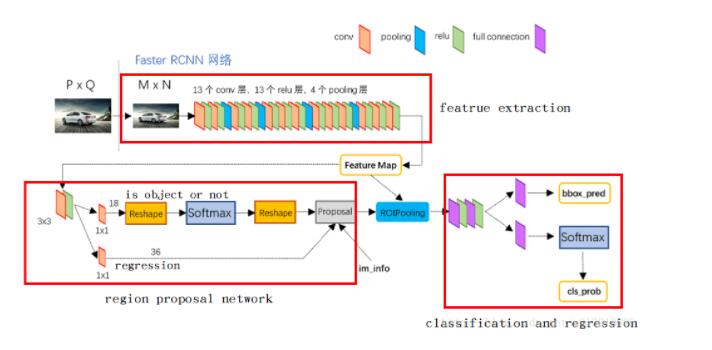 conv pooling relu full connection
Faster RCNN 网络
P x Q
M x N
13 个 conv 层, 13 个 relu 层, 4 个 pooling 层
featrue extraction
Feature Map
is object or not
3x3
18
1x1
Reshape
Softmax
Reshape
Proposal
ROIPooling
bbox_pred
Softmax
36
1x1
regression
im_info
cls_prob
region proposal network
classification and regression